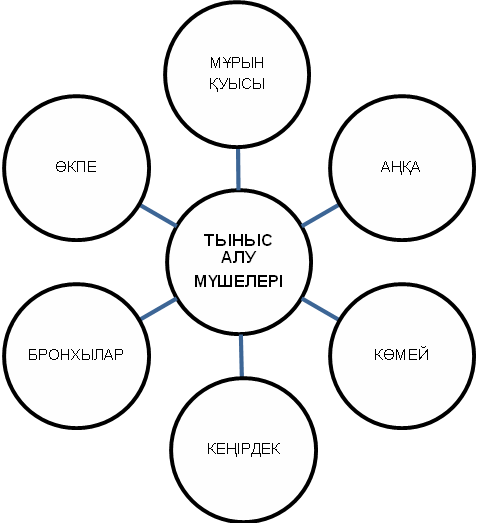 МҰРЫН
ҚУЫСЫ
ӨКПЕ
АҢҚА
ТЫНЫС
АЛУ
МҮШЕЛЕРІ
БРОНХЫЛАР
КӨМЕЙ
КЕҢІРДЕК